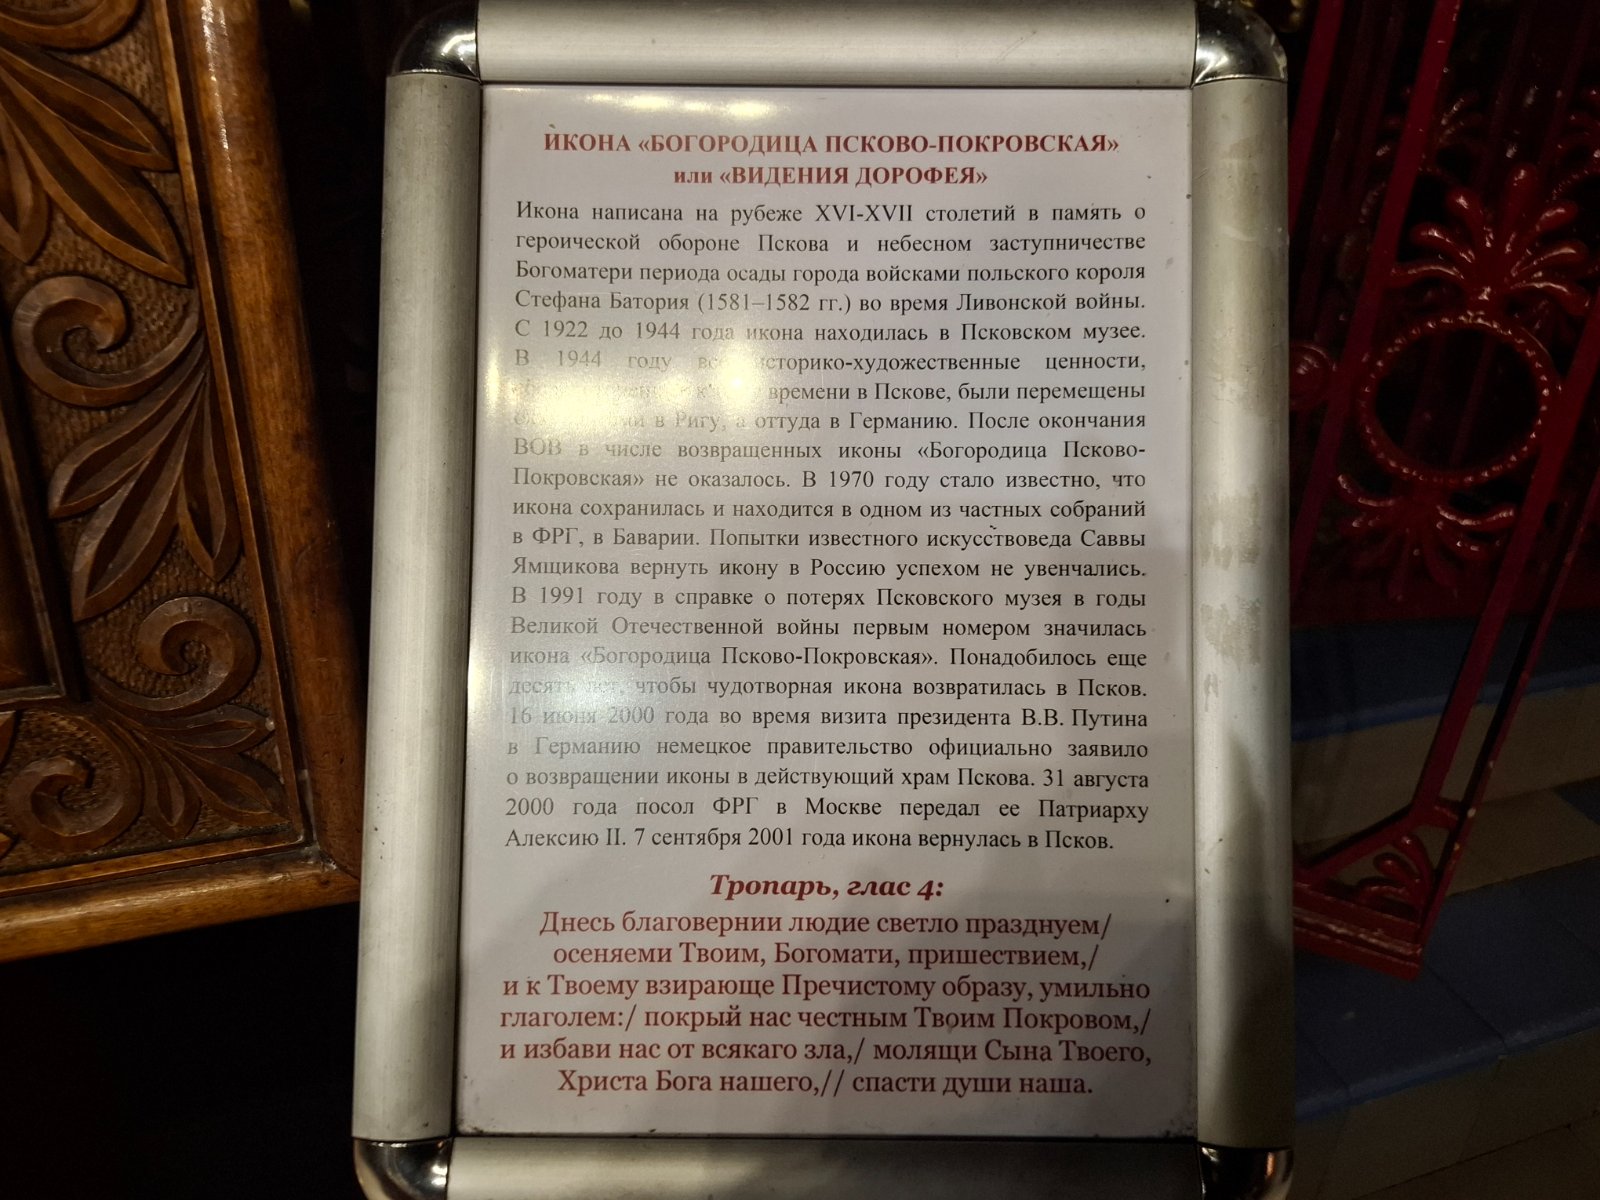 ИКОНА «БОГОРОДИЦА ПСКОВО-ПОКРОВСКАЯ»
или «ВИДЕНИЯ ДОРОФЕЯ»
Икона написана на рубеже XVI-XVII столетий в память о
героической обороне Пскова и небесном заступничестве
Богоматери периода осады города войсками польского короля
Стефана Батория (1581–1582 гг.) во время Ливонской войны.
С 1922 до 1944 года икона находилась в Псковском музее.
В 1944 году все историко-художественные ценности,
к времени в Пскове, были перемещены
в Ригу, а оттуда в Германию. После окончания
ВОВ в числе возвращенных иконы «Богородица Псково-
Покровская» не оказалось. В 1970 году стало известно, что
икона сохранилась и находится в одном из частных собраний
в ФРГ, в Баварии. Попытки известного искусствоведа Саввы
Ямщикова вернуть икону в Россию успехом не увенчались.
В 1991 году в справке о потерях Псковского музея в годы
Великой Отечественной войны первым номером значилась
икона «Богородица Псково-Покровская». Понадобилось еще
десять лет, чтобы чудотворная икона возвратилась в Псков.
16 июня 2000 года во время визита президента В.В. Путина
в Германию немецкое правительство официально заявило
о возвращении иконы в действующий храм Пскова. 31 августа
2000 года посол ФРГ в Москве передал ее Патриарху
Алексию II. 7 сентября 2001 года икона вернулась в Псков.
Тропарь, глас 4:
Днесь благовернии людие светло празднуем/
осеняеми Твоим, Богомати, пришествием,/
и к Твоему взирающе Пречистому образу, умильно
глаголем:/ покрый нас честным Твоим Покровом,/
и избави нас от всякаго зла,/ молящи Сына Твоего,
Христа Бога нашего,// спасти души наша.